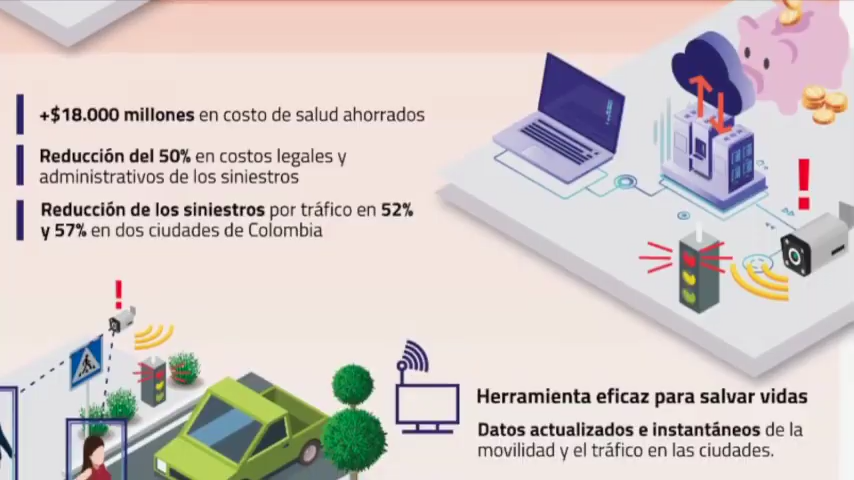 +$18.000 millones en costo de salud ahorrados
Reducción del 50% en costos legales y
administrativos de los siniestros
Reducción de los siniestros por tráfico en 52%
y 57% en dos ciudades de Colombia
Herramienta eficaz para salvar vidas
Datos actualizados e instantáneos de la
movilidad y el tráfico en las ciudades.